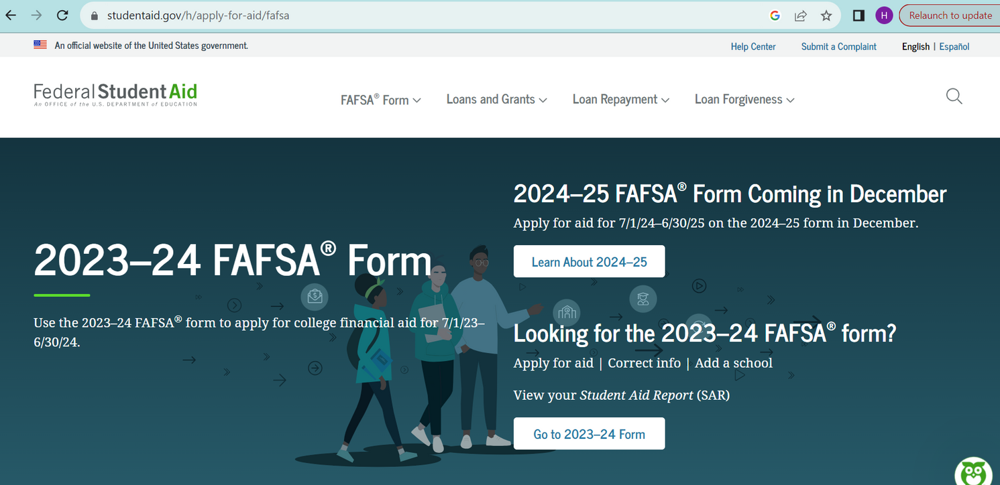 studentaid.gov/h/apply-for-aid/fafsa
H
Relaunch to update
An official website of the United States government.
Help Center
Submit a Complaint
English | Español
Federal Student Aid
An OFFICE of the U.S. DEPARTMENT of EDUCATION
FAFSA® Form
Loans and Grants
Loan Repayment
Loan Forgiveness
2023–24 FAFSA® Form
Use the 2023–24 FAFSA® form to apply for college financial aid for 7/1/23–
6/30/24.
2024–25 FAFSA® Form Coming in December
Apply for aid for 7/1/24–6/30/25 on the 2024–25 form in December.
Learn About 2024–25
Looking for the 2023–24 FAFSA® form?
Apply for aid | Correct info | Add a school
View your Student Aid Report (SAR)
Go to 2023–24 Form